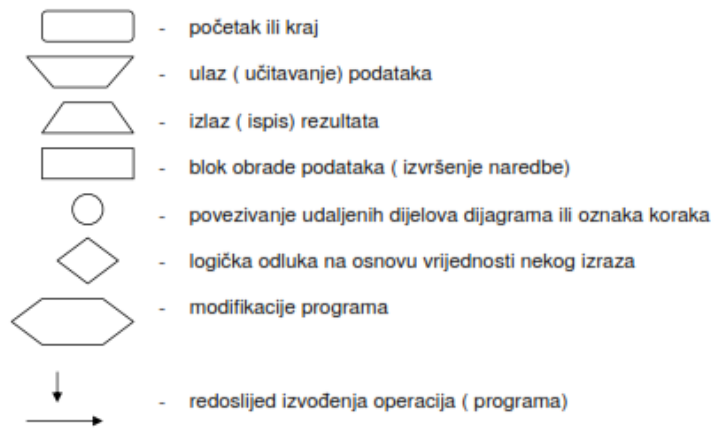 - početak ili kraj
- ulaz ( učitavanje) podataka
- izlaz ( ispis) rezultata
- blok obrade podataka ( izvršenje naredbe)
- povezivanje udaljenih dijelova dijagrama ili oznaka koraka
- logička odluka na osnovu vrijednosti nekog izraza
- modifikacije programa
- redoslijed izvođenja operacija ( programa)